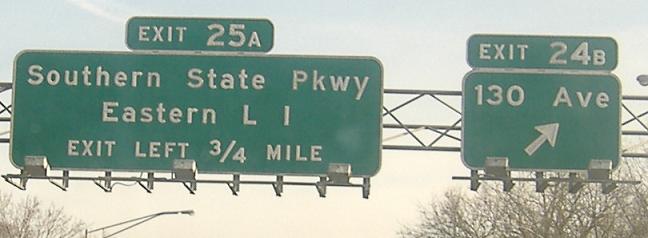 EXIT 25A
Southern State Pkwy
Eastern L I
EXIT LEFT 3/4 MILE
EXIT 24B
130 Ave